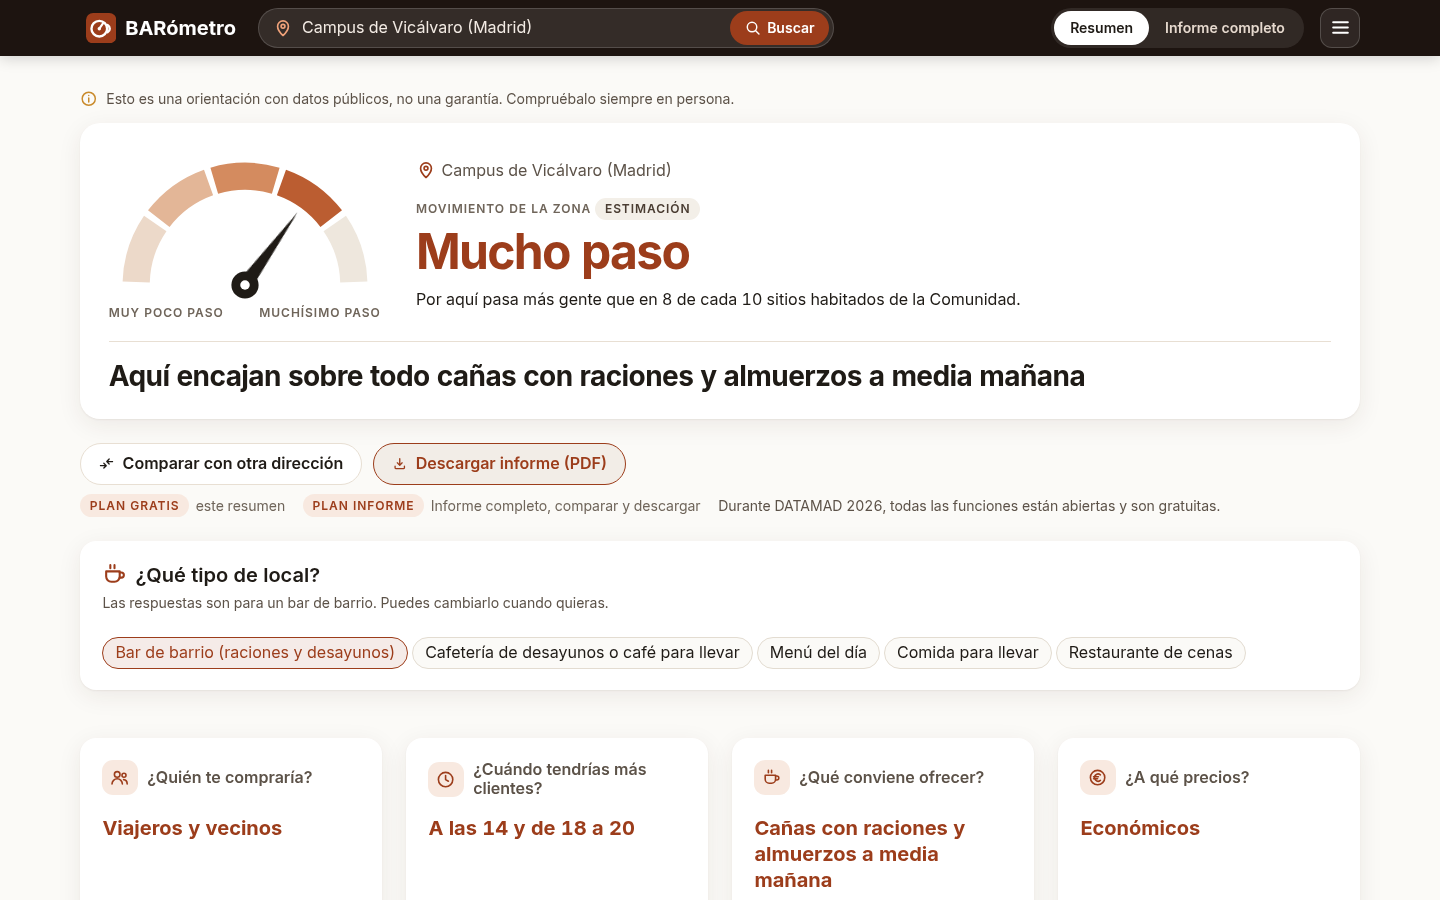 BARómetro
Campus de Vicálvaro (Madrid)
Buscar
Resumen
Informe completo
Esto es una orientación con datos públicos, no una garantía. Compruébalo siempre en persona.
MUY POCO PASO
MUCHÍSIMO PASO
Campus de Vicálvaro (Madrid)
MOVIMIENTO DE LA ZONA ESTIMACIÓN
Mucho paso
Por aquí pasa más gente que en 8 de cada 10 sitios habitados de la Comunidad.
Aquí encajan sobre todo cañas con raciones y almuerzos a media mañana
Comparar con otra dirección
Descargar informe (PDF)
PLAN GRATIS este resumen PLAN INFORME Informe completo, comparar y descargar Durante DATAMAD 2026, todas las funciones están abiertas y son gratuitas.
¿Qué tipo de local?
Las respuestas son para un bar de barrio. Puedes cambiarlo cuando quieras.
Bar de barrio (raciones y desayunos)
Cafetería de desayunos o café para llevar
Menú del día
Comida para llevar
Restaurante de cenas
¿Quién te compraría?
Viajeros y vecinos
¿Cuándo tendrías más
clientes?
A las 14 y de 18 a 20
¿Qué conviene ofrecer?
Cañas con raciones y
almuerzos a media
mañana
¿A qué precios?
Económicos